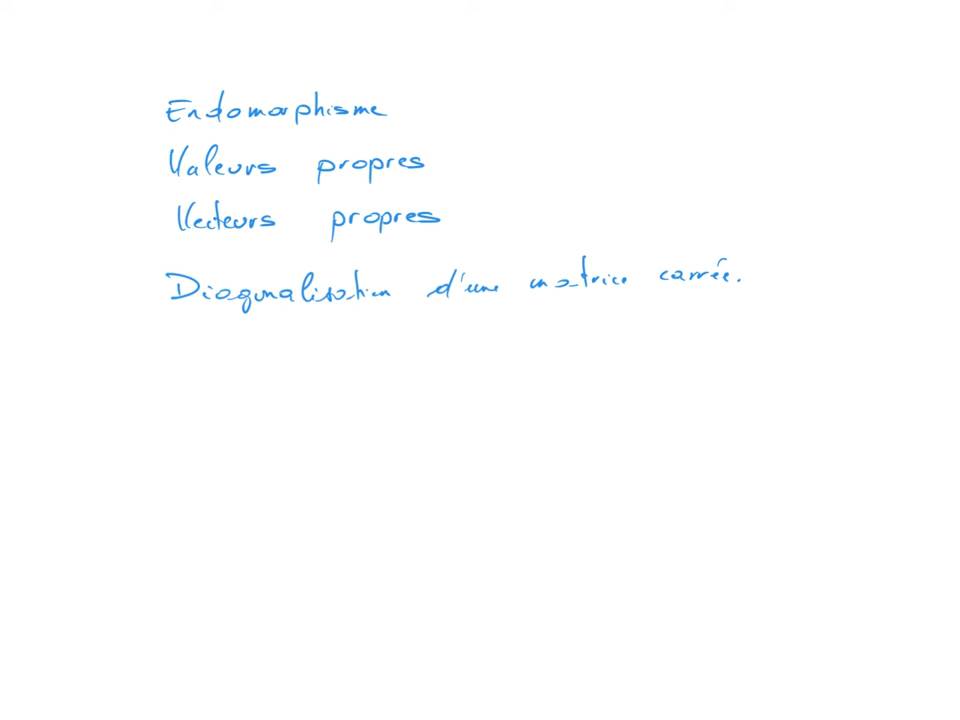 Endomorphisme
Valeurs propres
Vecteurs propres
Diagonalisation d'une matrice carrée.